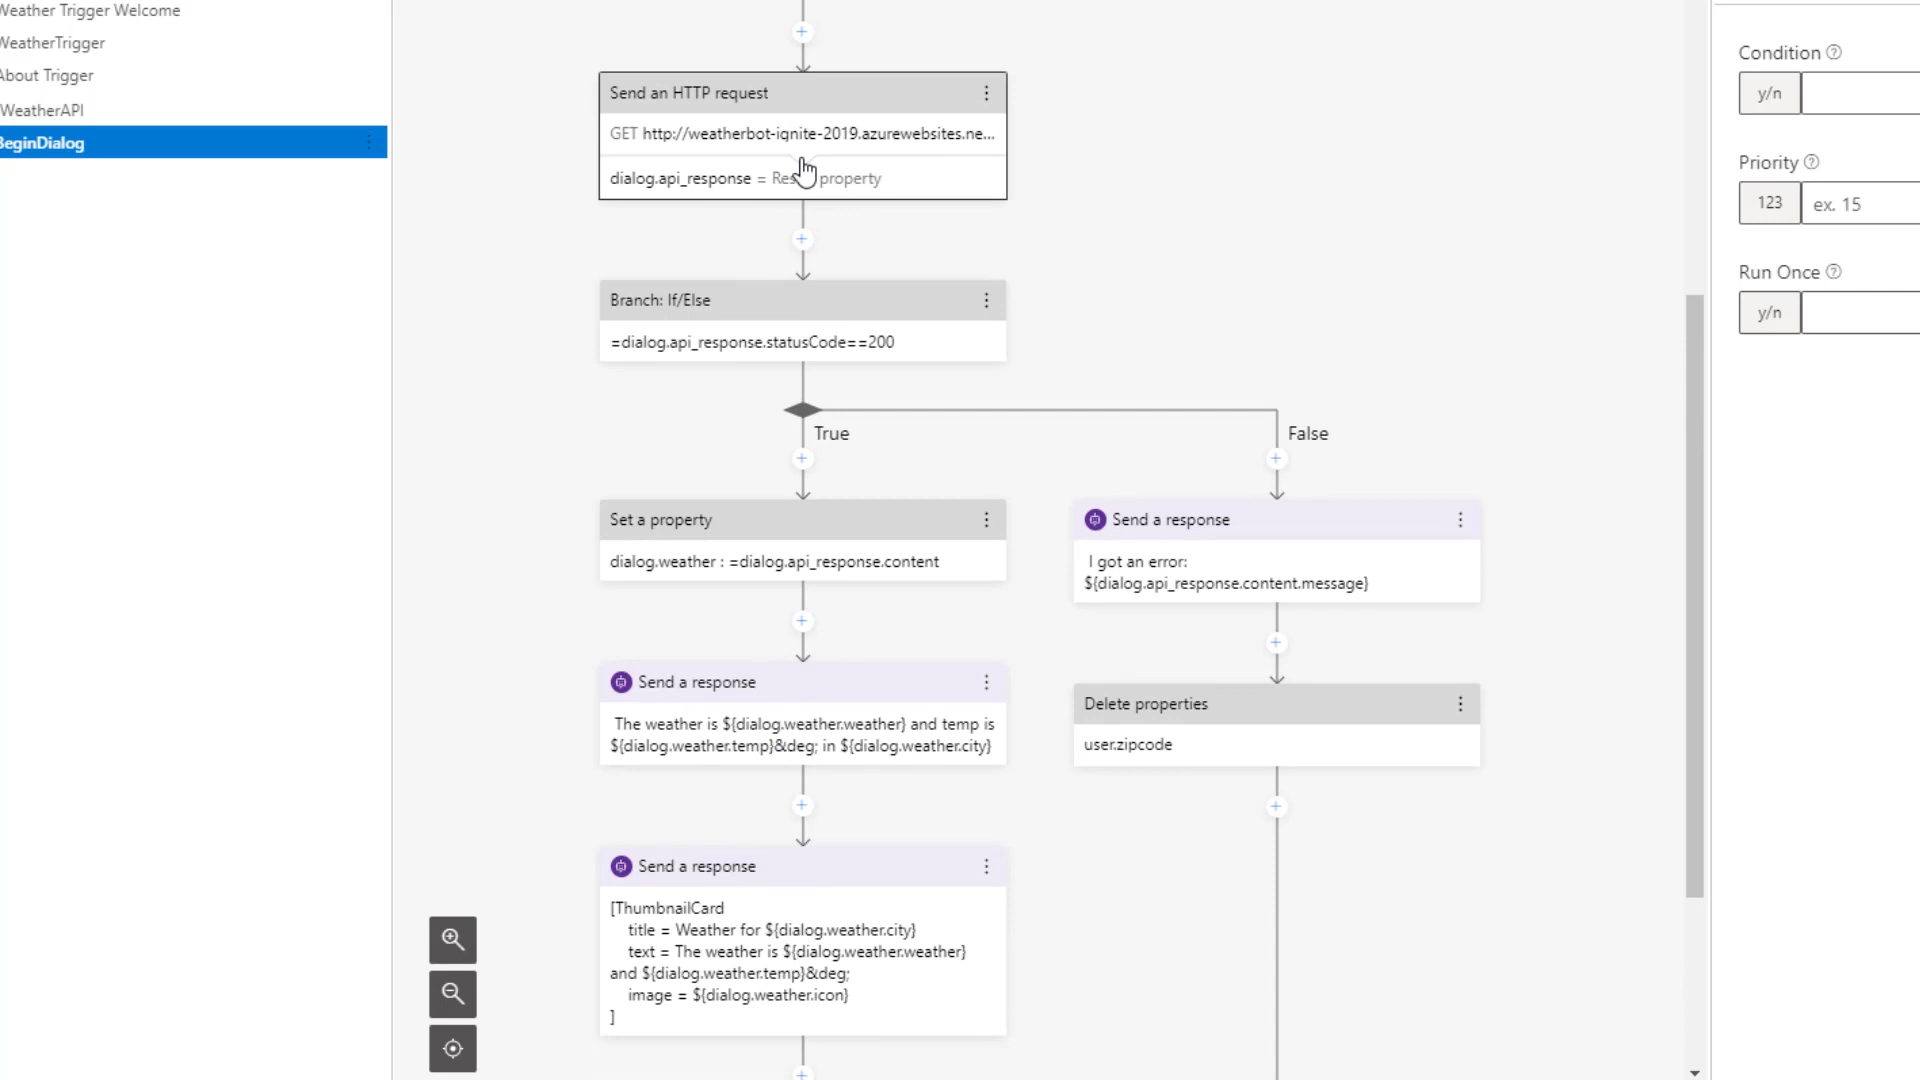 Weather Trigger Welcome
WeatherTrigger
About Trigger
WeatherAPI
BeginDialog
Send an HTTP request
GET http://weatherbot-ignite-2019.azurewebsites.ne...
dialog.api_response = Res property
Branch: If/Else
=dialog.api_response.statusCode==200
True
False
Set a property
dialog.weather : =dialog.api_response.content
Send a response
I got an error:
${dialog.api_response.content.message}
Send a response
The weather is ${dialog.weather.weather} and temp is
${dialog.weather.temp}&deg; in ${dialog.weather.city}
Delete properties
user.zipcode
Send a response
[ThumbnailCard
title = Weather for ${dialog.weather.city}
text = The weather is ${dialog.weather.weather}
and ${dialog.weather.temp}&deg;
image = ${dialog.weather.icon}
]
Condition
y/n
Priority
123 ex. 15
Run Once
y/n